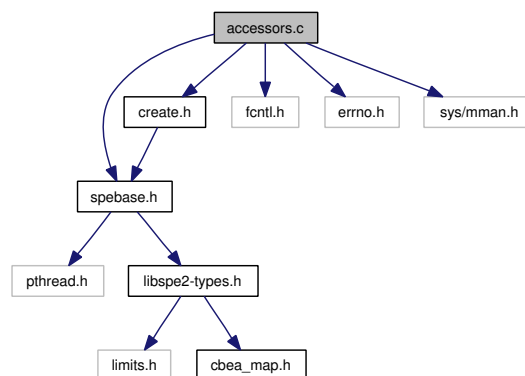 accessors.c
create.h
fcntl.h
errno.h
sys/mman.h
spebase.h
pthread.h
libspe2-types.h
limits.h
cbea_map.h